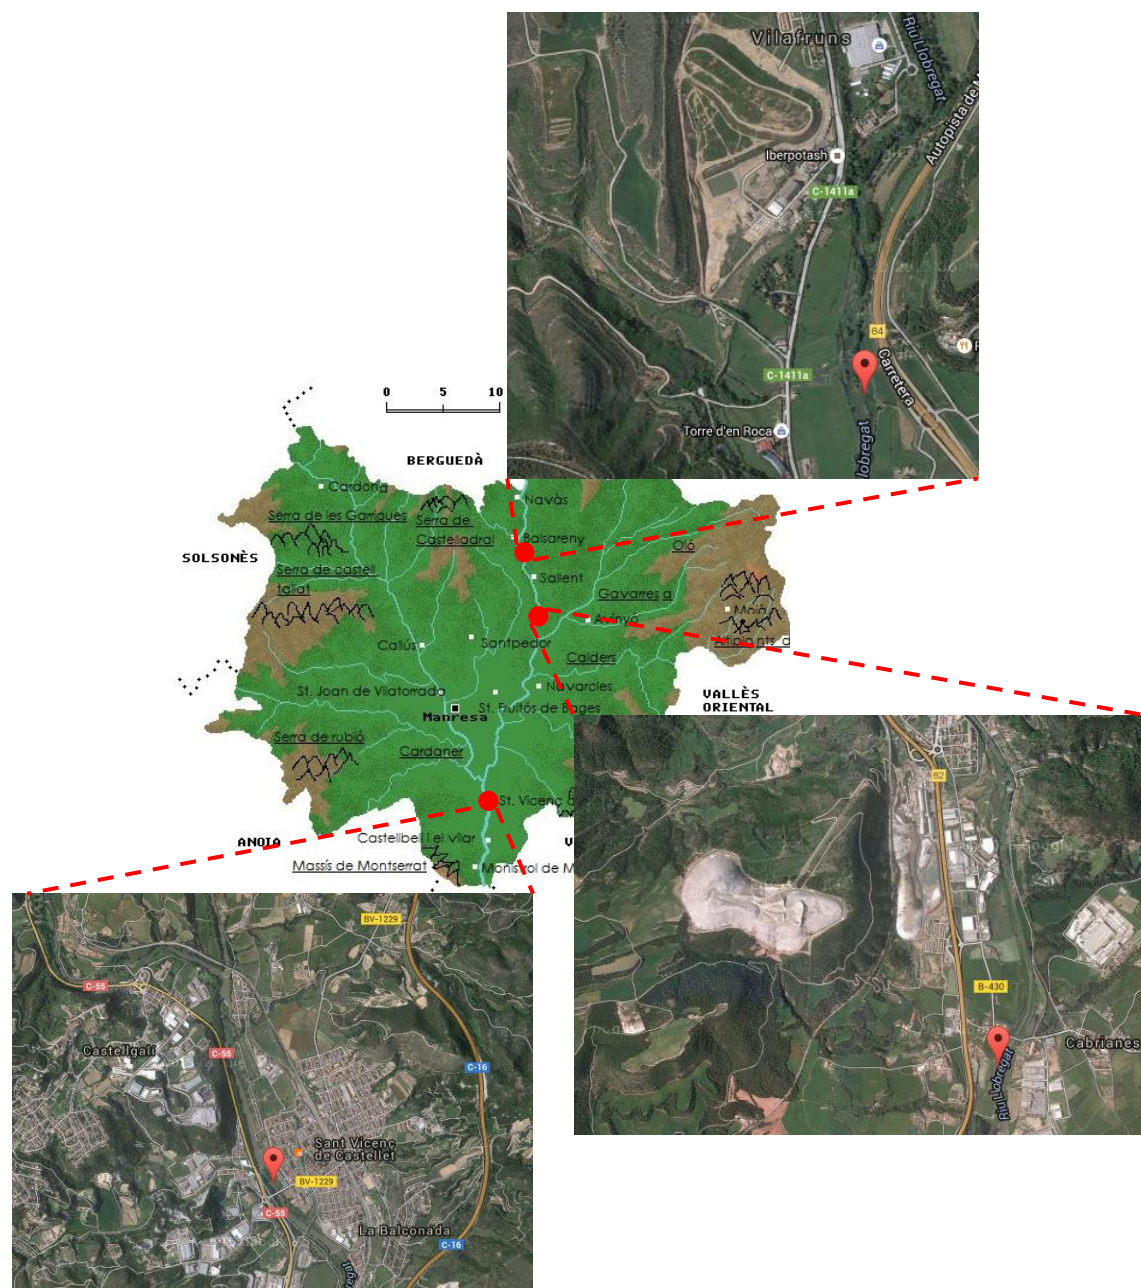 Vilafruns
Riu Llobregat
Autopista de M
Iberpotash
C-1411a
64
Carretera
C-1411a
Torre d'en Roca
llobregat
0 5 10
BERGUEDÀ
Cardona
Navàs
Serra de les Garrigues
Serra de
Castelladral
Balsareny
SOLSONÈS
Oló
Serra de castell
tallat
Sallent
Gavarresa
Moià
Avinyó
Callús
Santpedor
Calders
St. Joan de Vilatorrada
Navarcles
VALLÈS
ORIENTAL
Manresa
St. Fruitós de Bages
Serra de rubió
Cardaner
St. Vicenç
ANOIA
Castellbell i el vilar
V
Massís de Montserrat
Monistrol de M
62
B-430
Cabrianes
Riu Llobregat
BV-1229
C-55
Castellgalí
C-55
C-16
Sant Vicenç
de Castellet
BV-1229
C-55
La Balconada
C-16